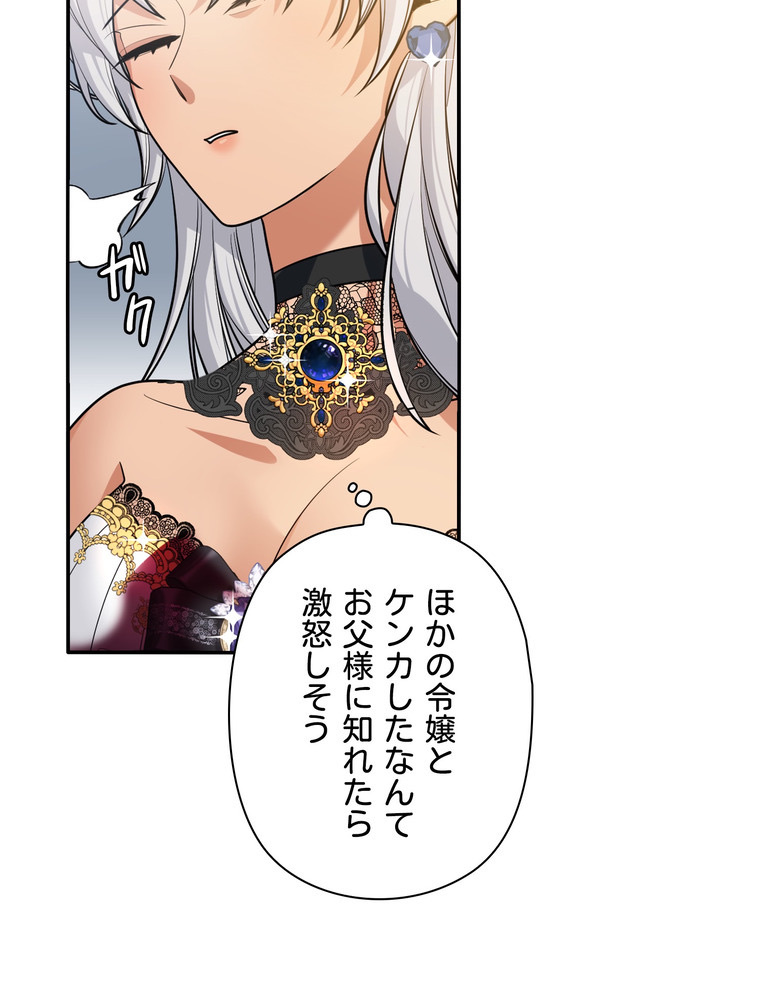 ガク
ほかの令嬢と
ケンカしたなんて
お父様に知れたら
激怒しそう